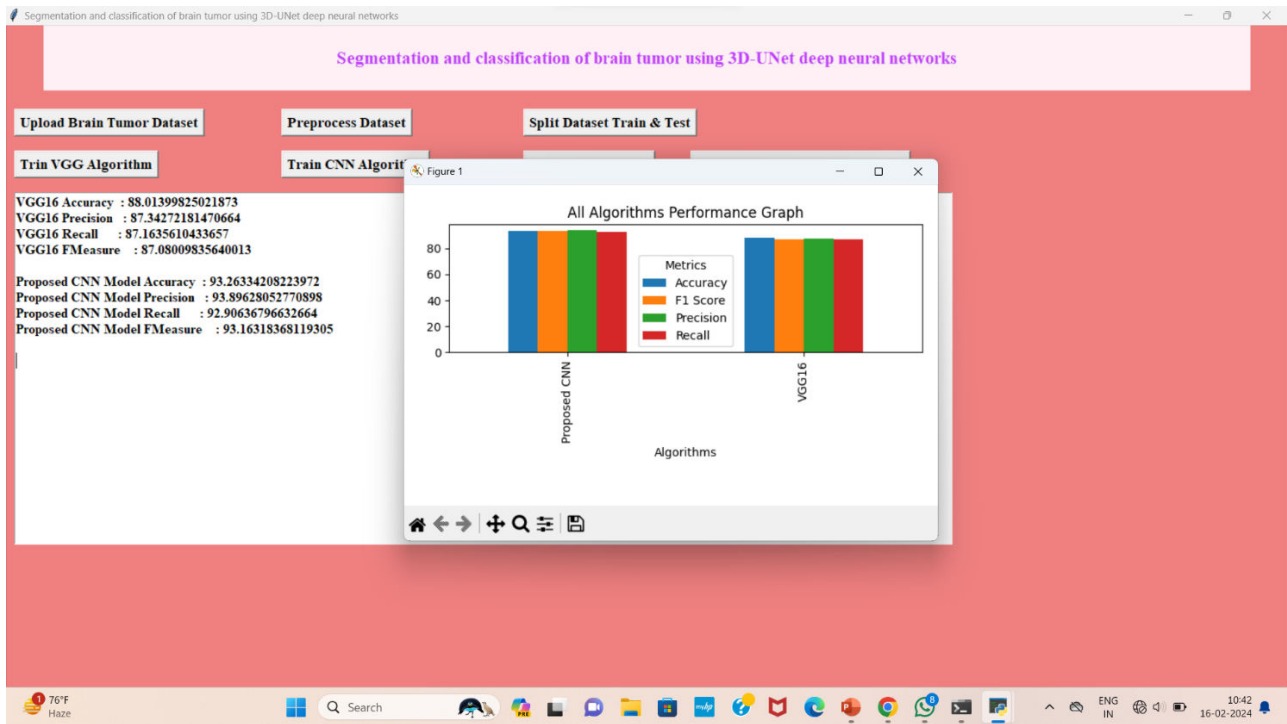 Segmentation and classification of brain tumor using 3D-UNet deep neural networks
Segmentation and classification of brain tumor using 3D-UNet deep neural networks
Upload Brain Tumor Dataset
Preprocess Dataset
Split Dataset Train & Test
Trin VGG Algorithm
Train CNN Algorit
VGG16 Accuracy : 88.01399825021873
VGG16 Precision : 87.34272181470664
VGG16 Recall : 87.1635610433657
VGG16 FMeasure : 87.08009835640013
Proposed CNN Model Accuracy : 93.26334208223972
Proposed CNN Model Precision : 93.89628052770898
Proposed CNN Model Recall : 92.90636796632664
Proposed CNN Model FMeasure : 93.16318368119305
Figure 1
All Algorithms Performance Graph
80
60
40
20
0
Metrics
Accuracy
F1 Score
Precision
Recall
Proposed CNN
VGG16
Algorithms
1
76°F
Haze
Search
PRE
8
ENG
IN
10:42
16-02-2024